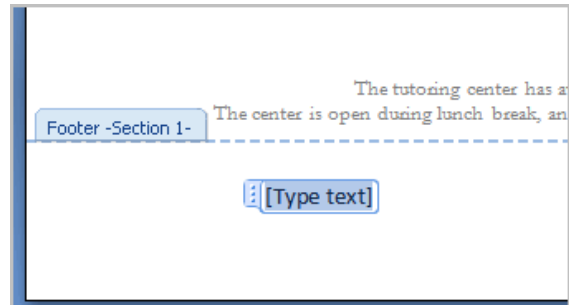 The tutoring center has a
The center is open during lunch break, an
Footer -Section 1-
[Type text]